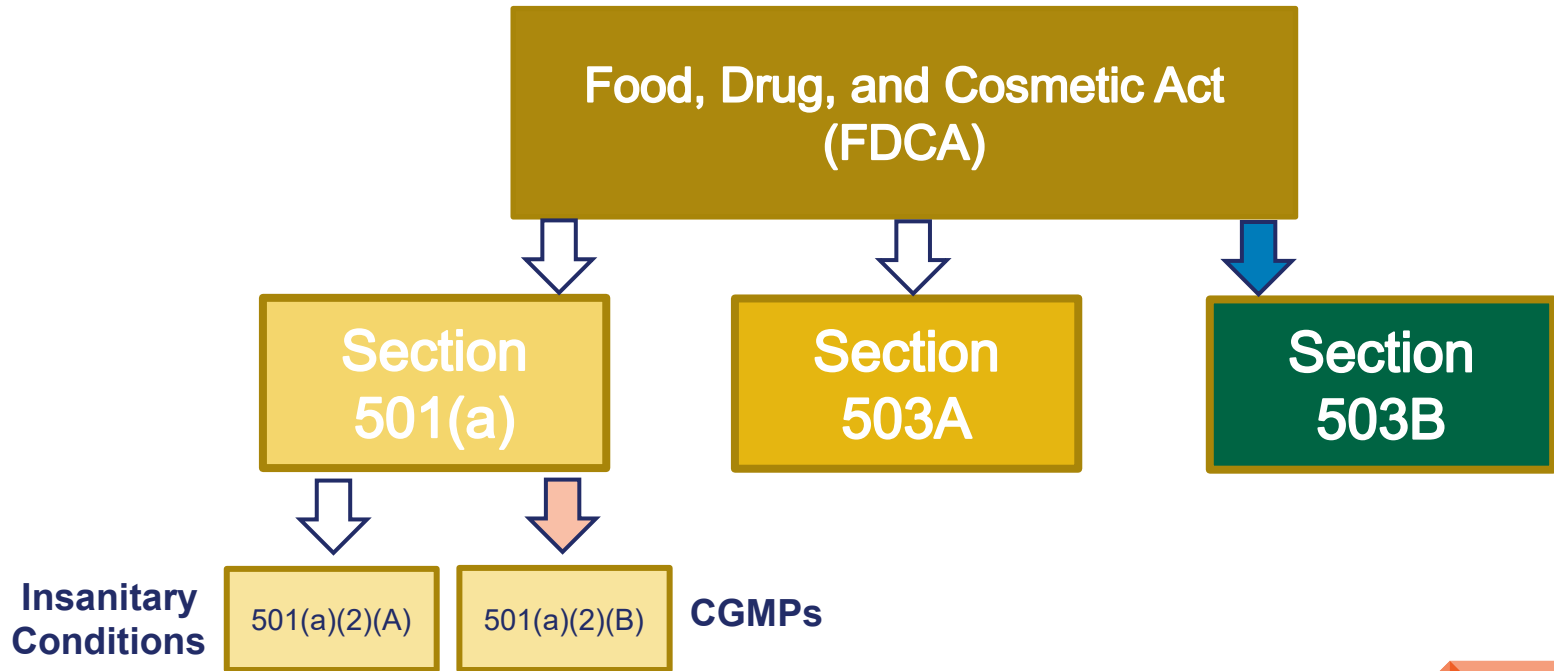 Food, Drug, and Cosmetic Act
(FDCA)
Section
501(a)
Section
503A
Section
503B
Insanitary
Conditions
501(a)(2)(A)
501(a)(2)(B)
CGMPs